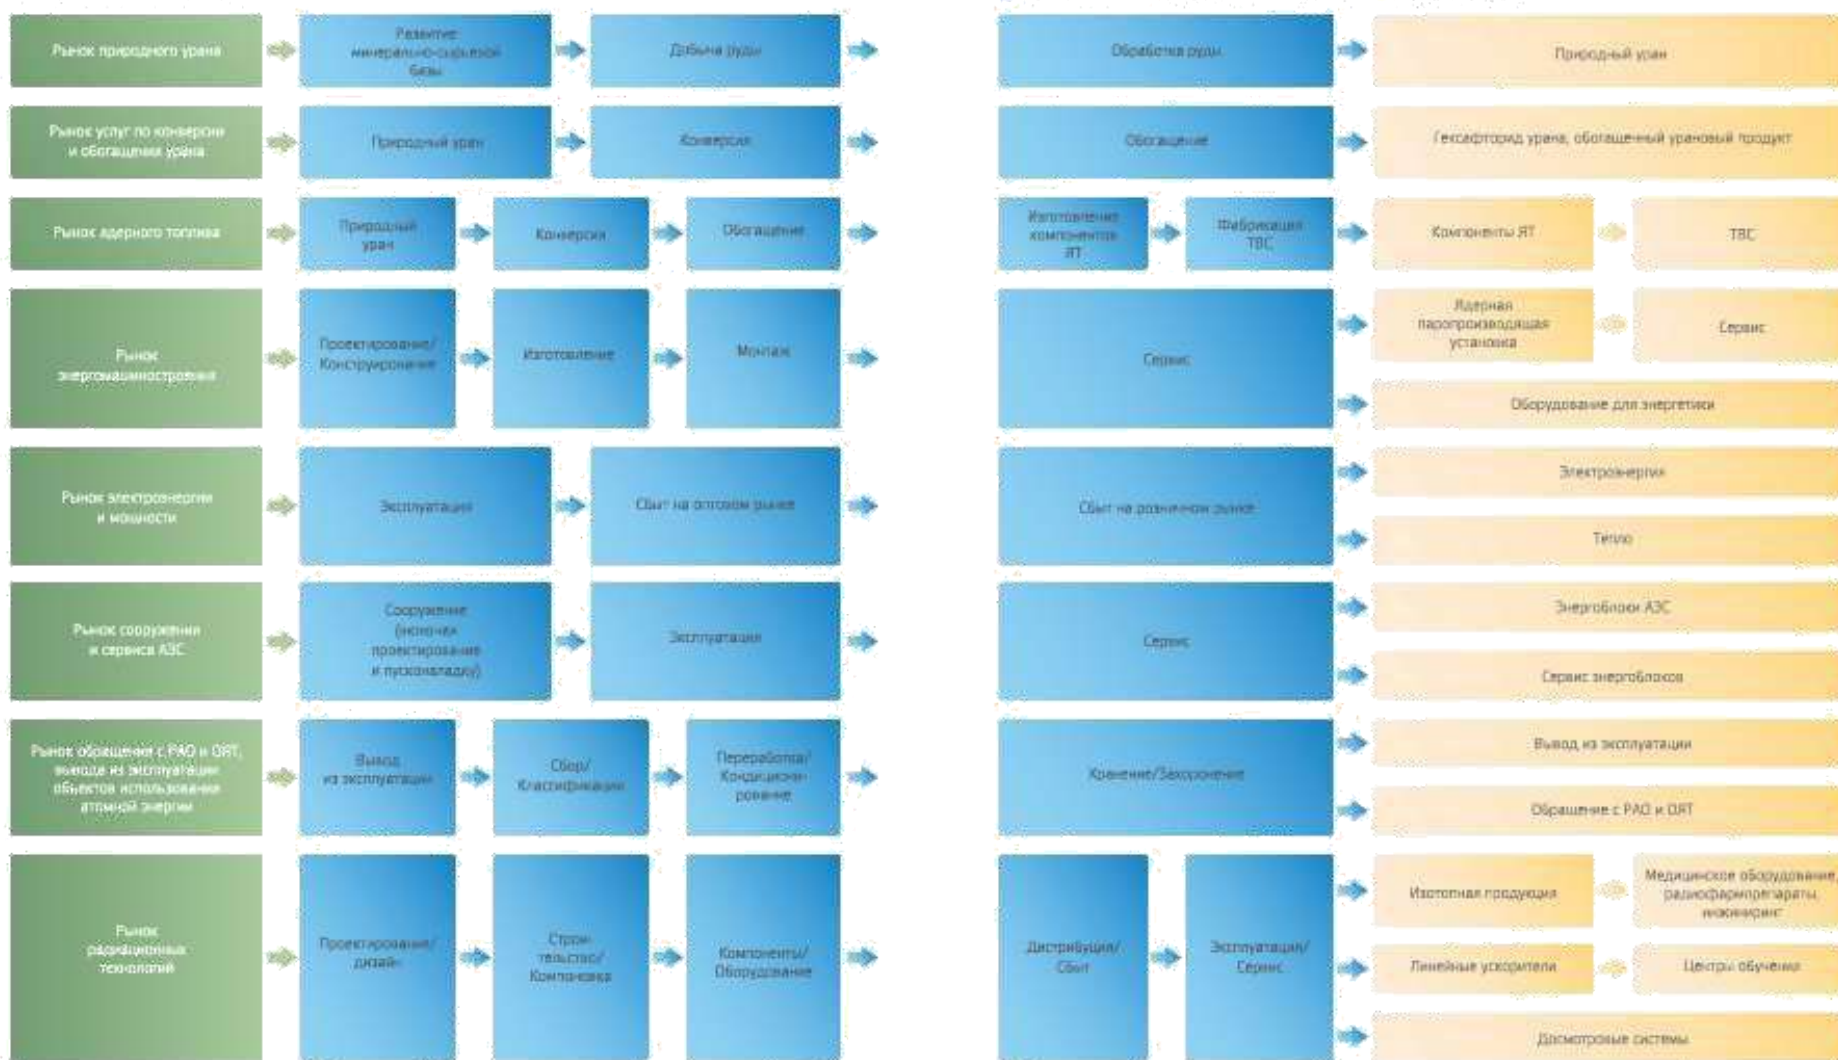 Рынок природного урана
Развитие
минерально-сырьевой
базы
Добыча руды
Обработка руды
Природный уран
Рынок услуг по конверсии
и обогащения урана
Природный уран
Конверсия
Обогащение
Гексафторид урана, обогащенный урановый продукт
Рынок ядерного топлива
Природный
уран
Конверсия
Обогащение
Изготовление
компонентов
ЯТ
Фабрикация
ТВС
Компоненты ЯТ
ТВС
Рынок
энергомашиностроения
Проектирование/
Конструирование
Изготовление
Монтаж
Сервис
Ядерная
паропроизводящая
установка
Сервис
Оборудование для энергетики
Рынок электроэнергии
и мощности
Эксплуатация
Сбыт на оптовом рынке
Сбыт на розничном рынке
Электроэнергия
Тепло
Рынок сооружения
и сервиса АЭС
Сооружение
(включая
проектирование
и пусконаладку)
Эксплуатация
Сервис
Энергоблоки АЭС
Сервис энергоблоков
Рынок обращения с РАО и ОЯТ,
вывода из эксплуатации
объектов использования
атомной энергии
Вывод
из эксплуатации
Сбор/
Классификация
Переработка/
Кондициони-
рование
Хранение/Захоронение
Вывод из эксплуатации
Обращение с РАО и ОЯТ
Рынок
радиационных
технологий
Проектирование/
дизайн
Строи-
тельство/
Компоновка
Компоненты/
Оборудование
Дистрибуция/
Сбыт
Эксплуатация/
Сервис
Изотопная продукция
Медицинское оборудование,
радиофармпрепараты,
инжиниринг
Линейные ускорители
Центры обучения
Досмотровые системы